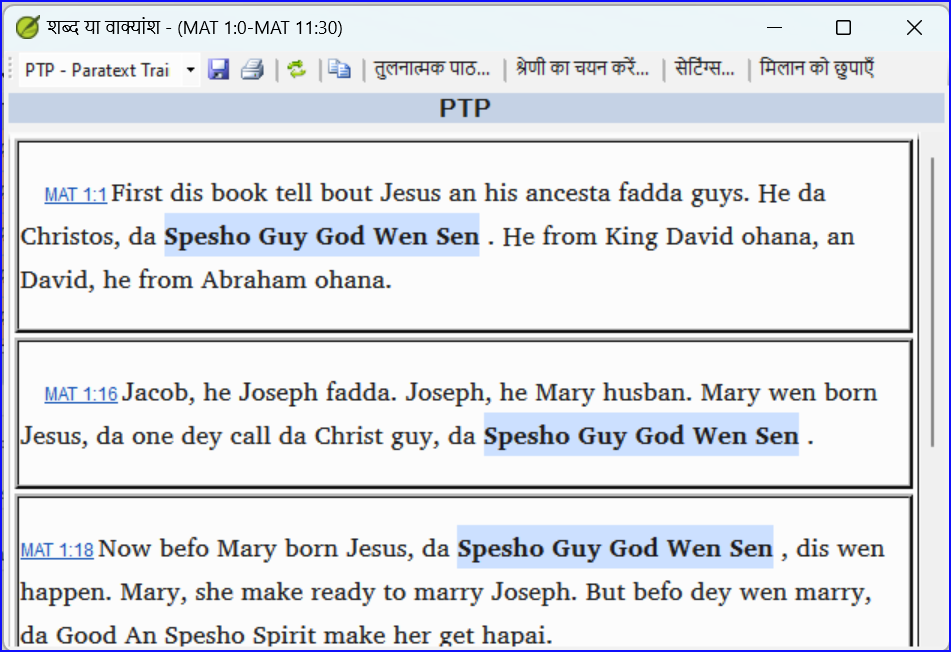 शब्द या वाक्यांश - (MAT 1:0-MAT 11:30)
PTP - Paratext Trai तुलनात्मक पाठ... श्रेणी का चयन करें... सेटिंग्स... मिलान को छुपाएँ
PTP
MAT 1:1 First dis book tell bout Jesus an his ancesta fadda guys. He da
Christos, da Spesho Guy God Wen Sen . He from King David ohana, an
David, he from Abraham ohana.
MAT 1:16 Jacob, he Joseph fadda. Joseph, he Mary husban. Mary wen born
Jesus, da one dey call da Christ guy, da Spesho Guy God Wen Sen .
MAT 1:18 Now befo Mary born Jesus, da Spesho Guy God Wen Sen , dis wen
happen. Mary, she make ready to marry Joseph. But befo dey wen marry,
da Good An Spesho Spirit make her get hapai.